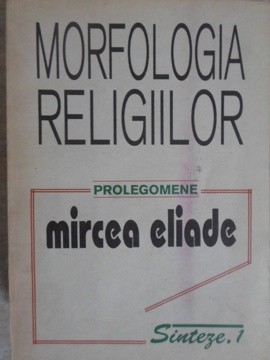 MORFOLOGIA
RELIGIILOR
PROLEGOMENE
mircea eliade
Sinteze.1